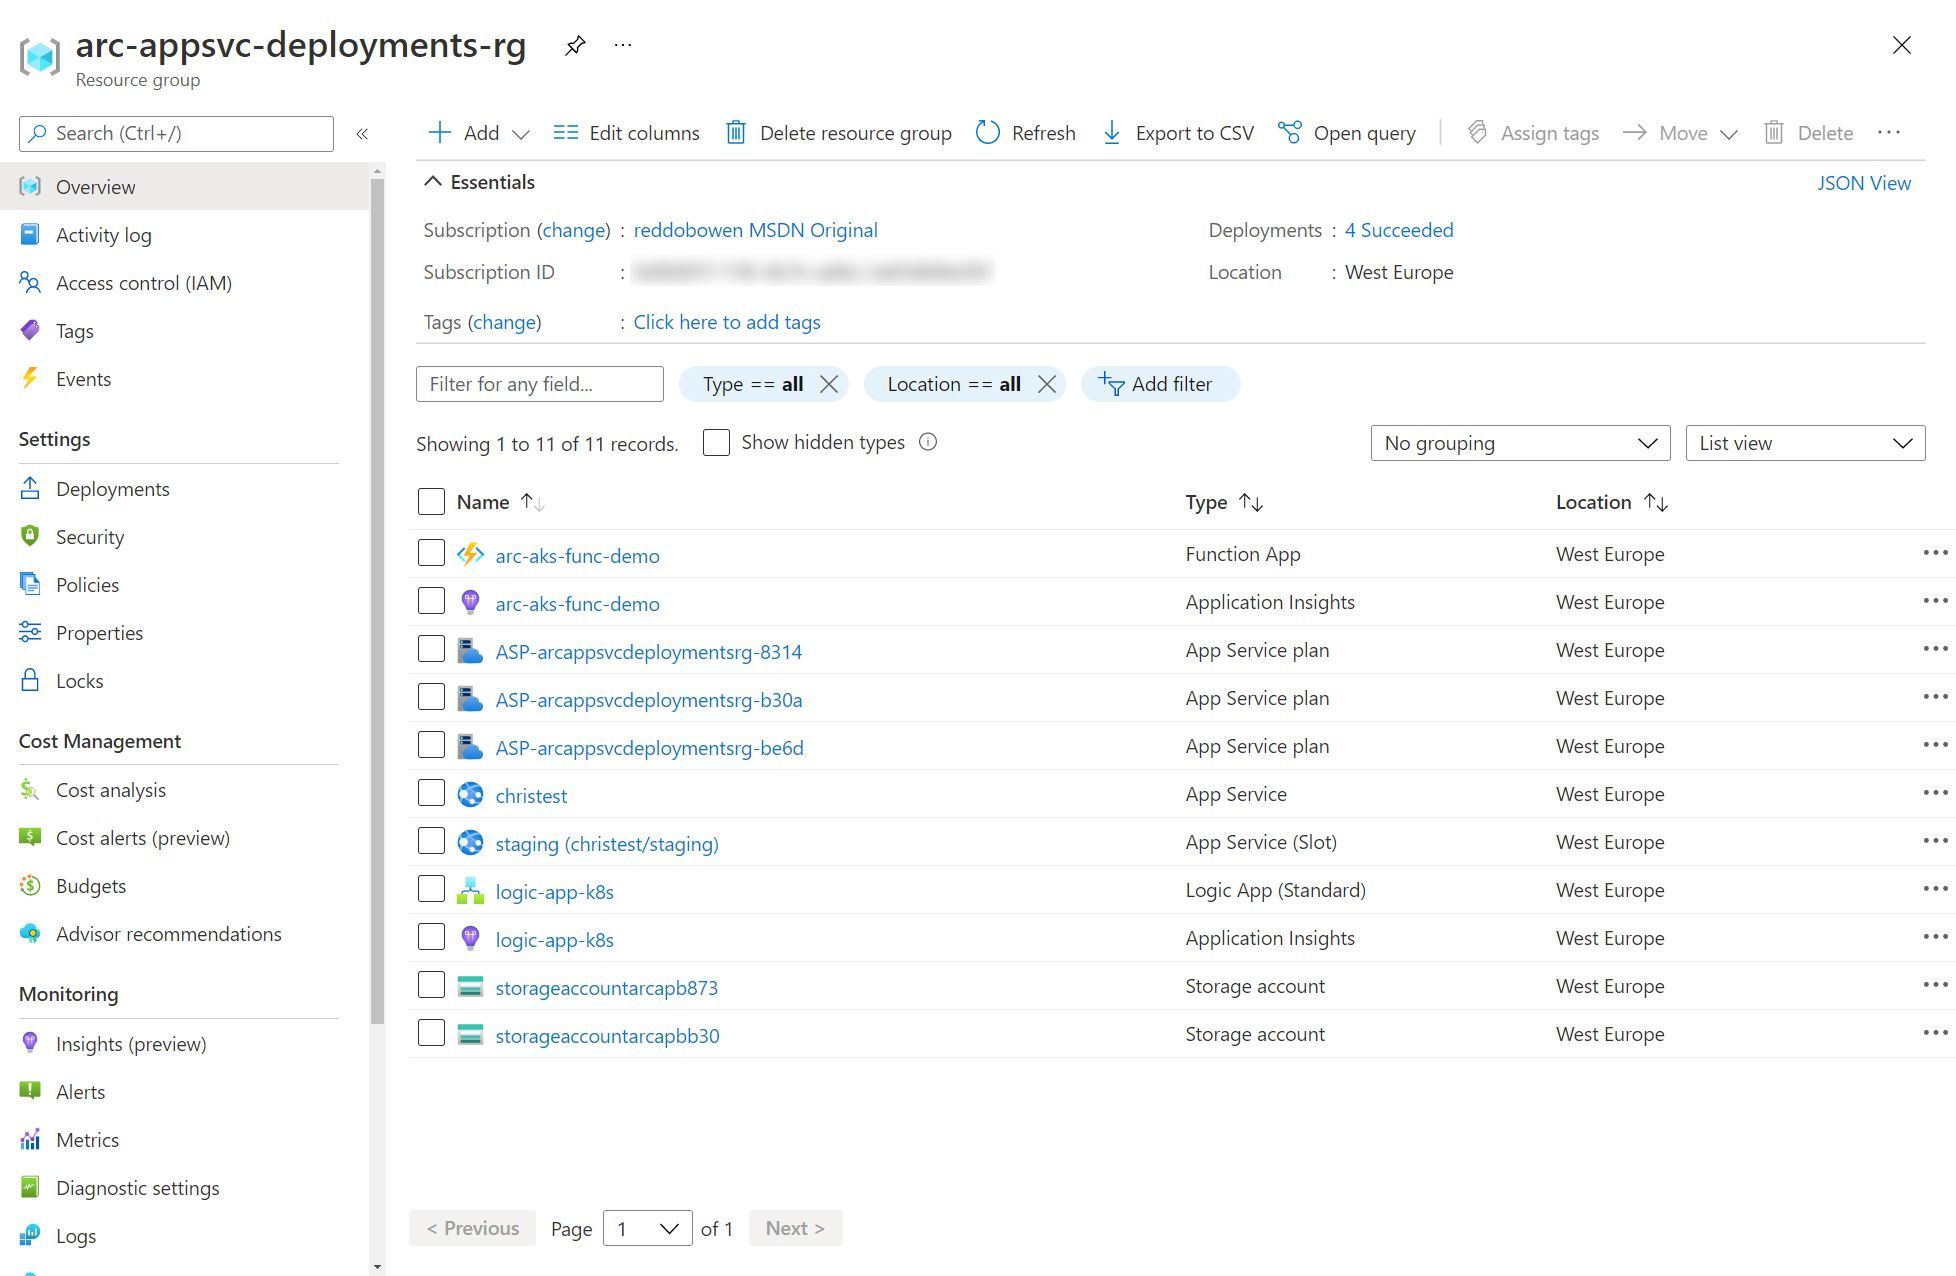 arc-appsvc-deployments-rg
Resource group
Search (Ctrl+/)
Overview
Activity log
Access control (IAM)
Tags
Events
Settings
Deployments
Security
Policies
Properties
Locks
Cost Management
Cost analysis
Cost alerts (preview)
Budgets
Advisor recommendations
Monitoring
Insights (preview)
Alerts
Metrics
Diagnostic settings
Logs
Add Edit columns Delete resource group Refresh Export to CSV Open query Assign tags Move Delete
Essentials JSON View
Subscription (change) : reddobowen MSDN Original Deployments : 4 Succeeded
Subscription ID : Location : West Europe
Tags (change) : Click here to add tags
Filter for any field... Type == all Location == all Add filter
Showing 1 to 11 of 11 records. Show hidden types No grouping List view
Name Type Location
arc-aks-func-demo Function App West Europe
arc-aks-func-demo Application Insights West Europe
ASP-arcappsvcdeploymentsrg-8314 App Service plan West Europe
ASP-arcappsvcdeploymentsrg-b30a App Service plan West Europe
ASP-arcappsvcdeploymentsrg-be6d App Service plan West Europe
christest App Service West Europe
staging (christest/staging) App Service (Slot) West Europe
logic-app-k8s Logic App (Standard) West Europe
logic-app-k8s Application Insights West Europe
storageaccountarcapb873 Storage account West Europe
storageaccountarcapbb30 Storage account West Europe
< Previous Page 1 of 1 Next >